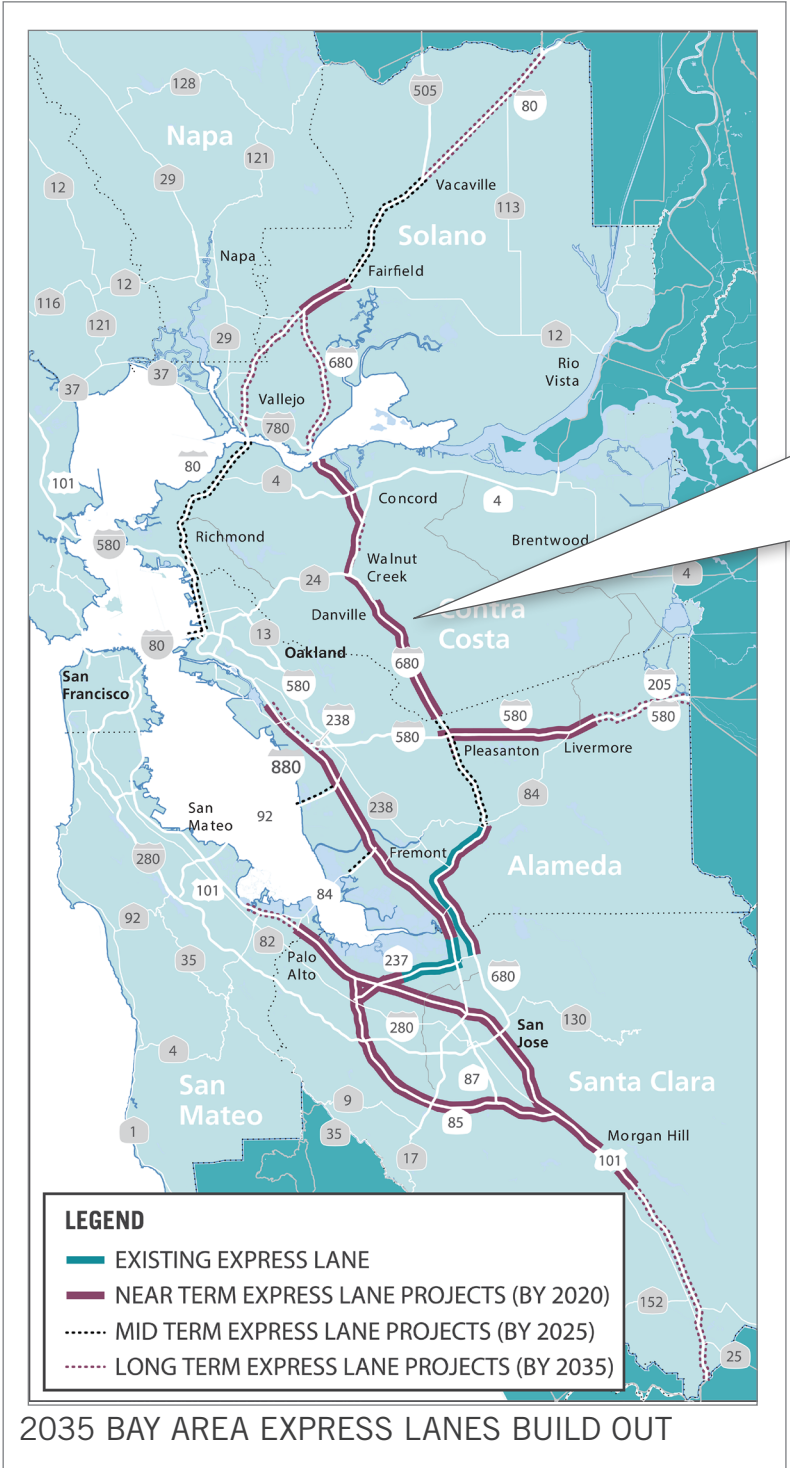 128
505
80
Napa
121
12
29
Vacaville
113
Solano
Napa
Fairfield
12
116
121
29
12
680
Rio
Vista
37
37
Vallejo
780
80
101
4
Concord
4
Richmond
Brentwood
580
Walnut
Creek
24
4
Danville
Contra
Costa
13
80
Oakland
680
San
Francisco
580
205
238
580
580
580
Pleasanton
Livermore
880
84
San
Mateo
92
238
Fremont
280
Alameda
101
84
92
82
237
35
Palo
Alto
680
280
San
Jose
130
4
87
Santa Clara
San
Mateo
9
85
1
35
17
Morgan Hill
101
LEGEND
EXISTING EXPRESS LANE
NEAR TERM EXPRESS LANE PROJECTS (BY 2020)
MID TERM EXPRESS LANE PROJECTS (BY 2025)
LONG TERM EXPRESS LANE PROJECTS (BY 2035)
152
25
2035 BAY AREA EXPRESS LANES BUILD OUT